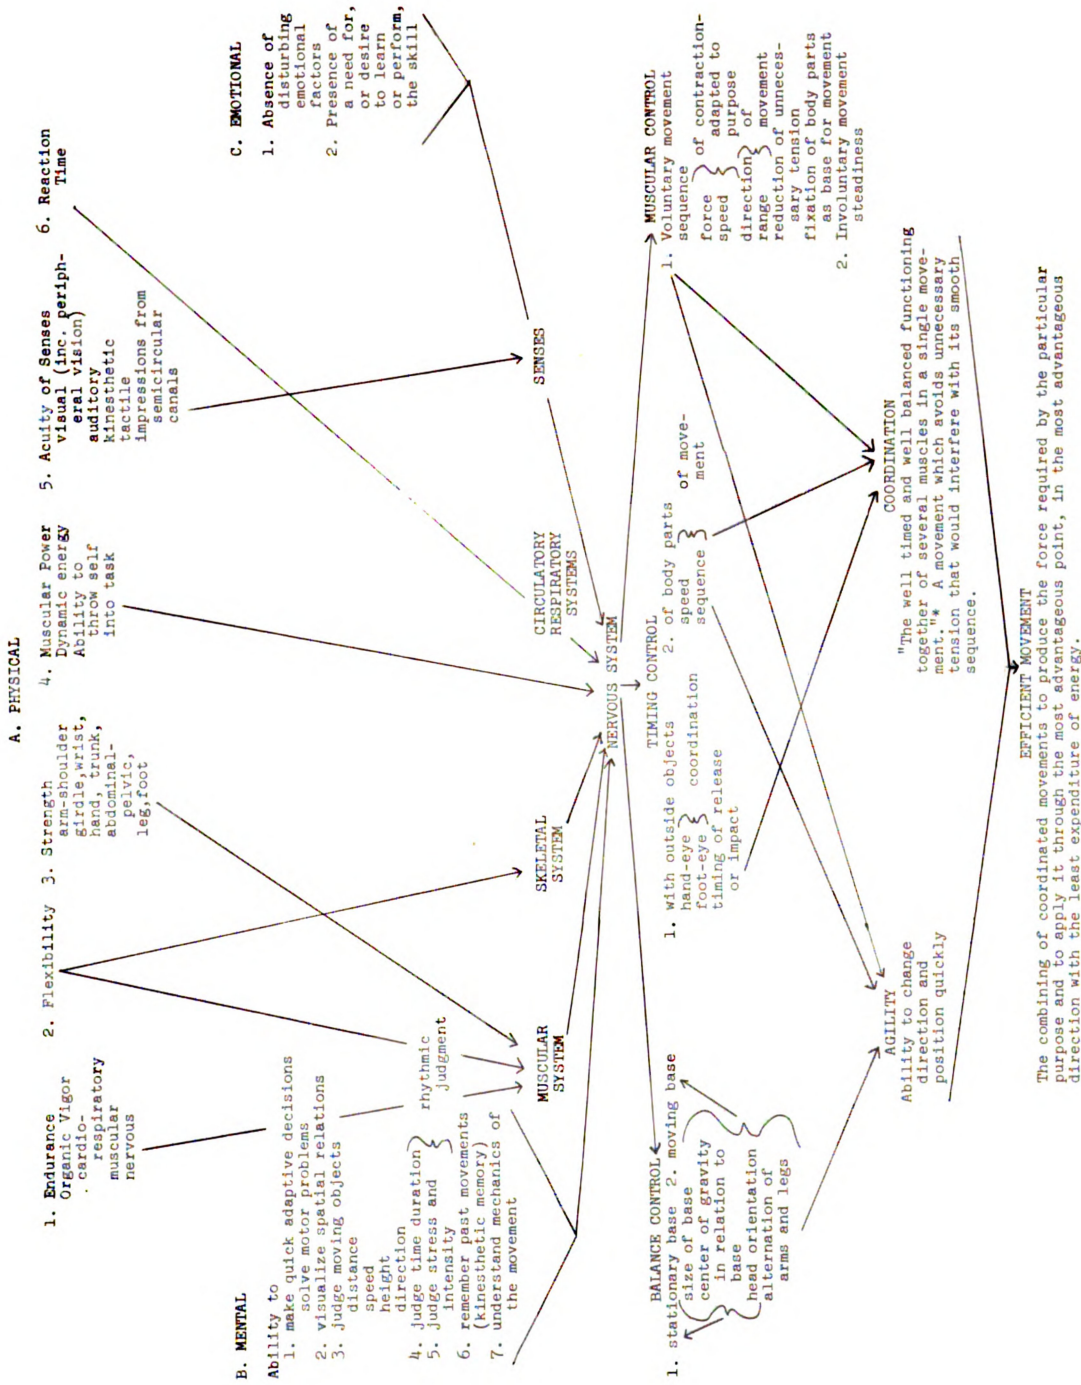 A. PHYSICAL
1. Endurance
Organic Vigor
. cardio-
respiratory
muscular
nervous
2. Flexibility
3. Strength
arm-shoulder
girdle,wrist,
hand, trunk,
abdominal-
pelvic,
leg,foot
4. Muscular Power
Dynamic energy
Ability to
throw self
into task
5. Acuity of Senses
visual (inc. periph-
eral vision)
auditory
kinesthetic
tactile
impressions from
semicircular
canals
6. Reaction
Time
B. MENTAL
Ability to
1. make quick adaptive decisions
solve motor problems
2. visualize spatial relations
3. judge moving objects
distance
speed
height
direction
4. judge time duration
5. judge stress and
intensity
rhythmic
judgment
6. remember past movements
(kinesthetic memory)
7. understand mechanics of
the movement
C. EMOTIONAL
1. Absence of
disturbing
emotional
factors
2. Presence of
a need for,
or desire
to learn
or perform,
the skill
MUSCULAR
SYSTEM
SKELETAL
SYSTEM
CIRCULATORY
RESPIRATORY
SYSTEMS
SENSES
NERVOUS SYSTEM
BALANCE CONTROL
1. stationary base 2. moving base
size of base
center of gravity
in relation to
base
head orientation
alternation of
arms and legs
TIMING CONTROL
1. with outside objects
hand-eye
foot-eye
coordination
timing of release
or impact
2. of body parts
speed
sequence
of move-
ment
MUSCULAR CONTROL
1. Voluntary movement
sequence
force
speed
of contraction-
adapted to
purpose
direction
range
of
movement
reduction of unneces-
sary tension
fixation of body parts
as base for movement
2. Involuntary movement
steadiness
AGILITY
Ability to change
direction and
position quickly
COORDINATION
"The well timed and well balanced functioning
together of several muscles in a single move-
ment."* A movement which avoids unnecessary
tension that would interfere with its smooth
sequence.
EFFICIENT MOVEMENT
The combining of coordinated movements to produce the force required by the particular
purpose and to apply it through the most advantageous point, in the most advantageous
direction with the least expenditure of energy.